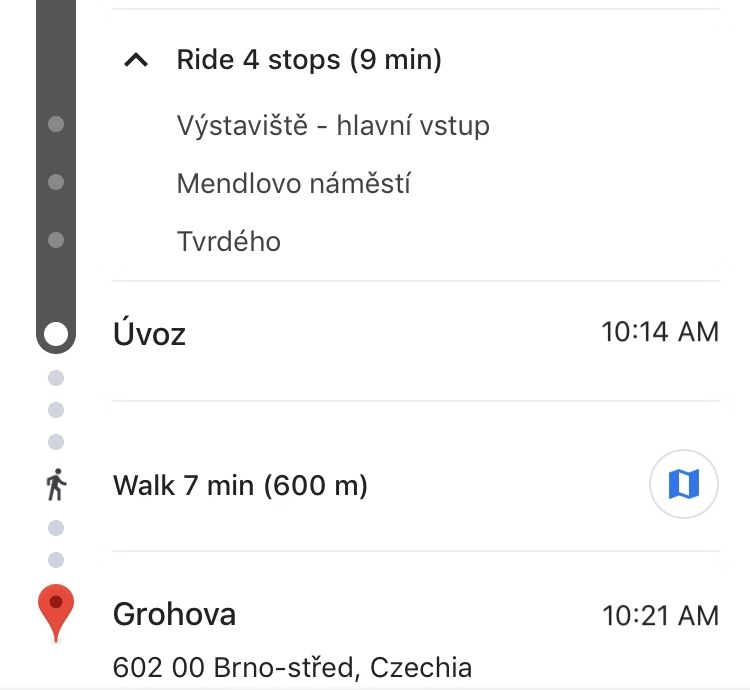 Ride 4 stops (9 min)
Výstaviště - hlavní vstup
Mendlovo náměstí
Tvrdého
Úvoz 10:14 AM
Walk 7 min (600 m)
Grohova 10:21 AM
602 00 Brno-střed, Czechia